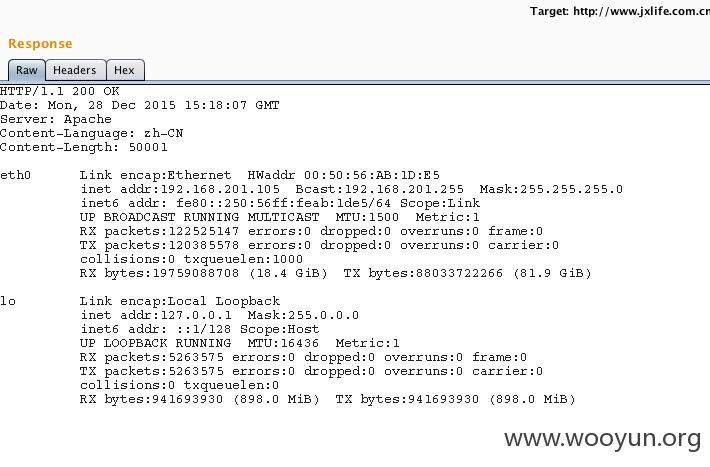 Target: http://www.jxlife.com.cn
Response
Raw Headers Hex
HTTP/1.1 200 OK
Date: Mon, 28 Dec 2015 15:18:07 GMT
Server: Apache
Content-Language: zh-CN
Content-Length: 50001
eth0 Link encap:Ethernet HWaddr 00:50:56:AB:1D:E5
inet addr:192.168.201.105 Bcast:192.168.201.255 Mask:255.255.255.0
inet6 addr: fe80::250:56ff:feab:1de5/64 Scope:Link
UP BROADCAST RUNNING MULTICAST MTU:1500 Metric:1
RX packets:122525147 errors:0 dropped:0 overruns:0 frame:0
TX packets:120385578 errors:0 dropped:0 overruns:0 carrier:0
collisions:0 txqueuelen:1000
RX bytes:19759088708 (18.4 GiB) TX bytes:88033722266 (81.9 GiB)
lo Link encap:Local Loopback
inet addr:127.0.0.1 Mask:255.0.0.0
inet6 addr: ::1/128 Scope:Host
UP LOOPBACK RUNNING MTU:16436 Metric:1
RX packets:5263575 errors:0 dropped:0 overruns:0 frame:0
TX packets:5263575 errors:0 dropped:0 overruns:0 carrier:0
collisions:0 txqueuelen:0
RX bytes:941693930 (898.0 MiB) TX bytes:941693930 (898.0 MiB)
www.wooyun.org